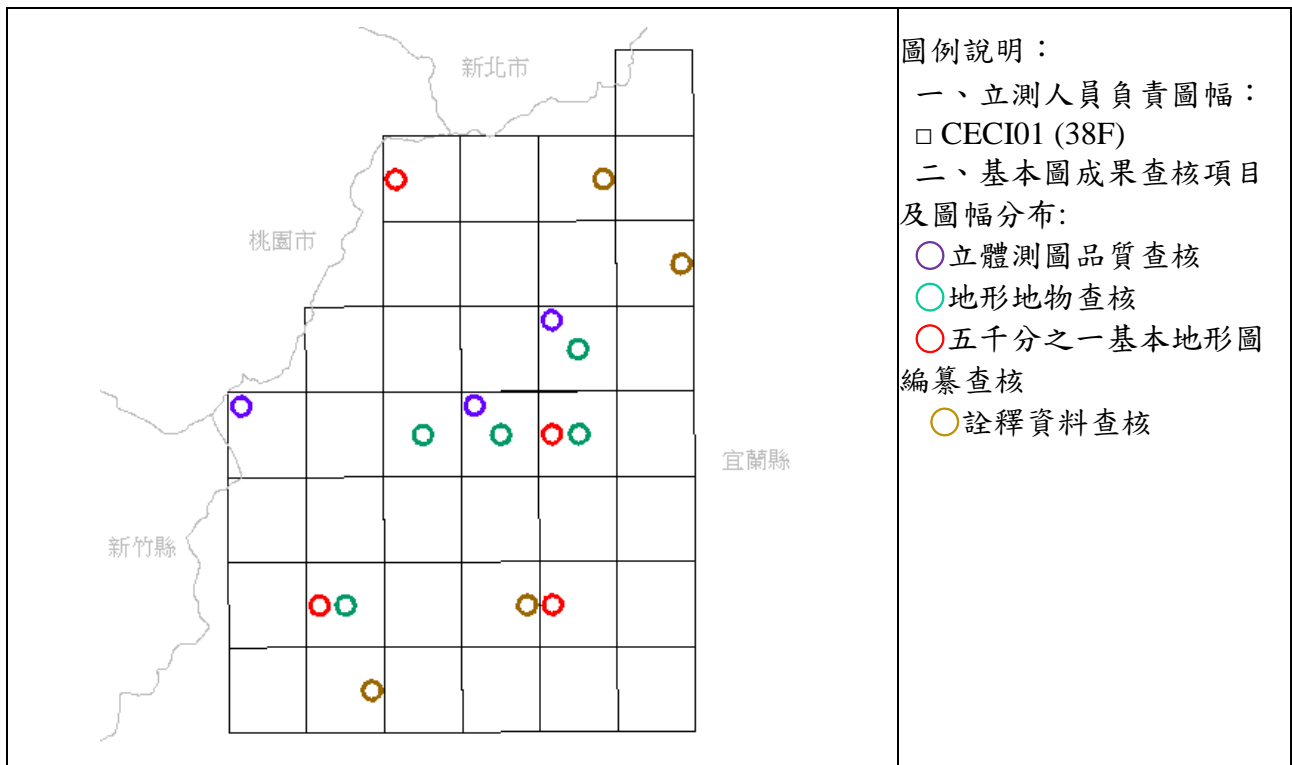 新北市
桃園市
宜蘭縣
新竹縣
圖例說明：
一、立測人員負責圖幅：
□ CECI01 (38F)
二、基本圖成果查核項目
及圖幅分布:
○立體測圖品質查核
○地形地物查核
○五千分之一基本地形圖
編纂查核
○詮釋資料查核